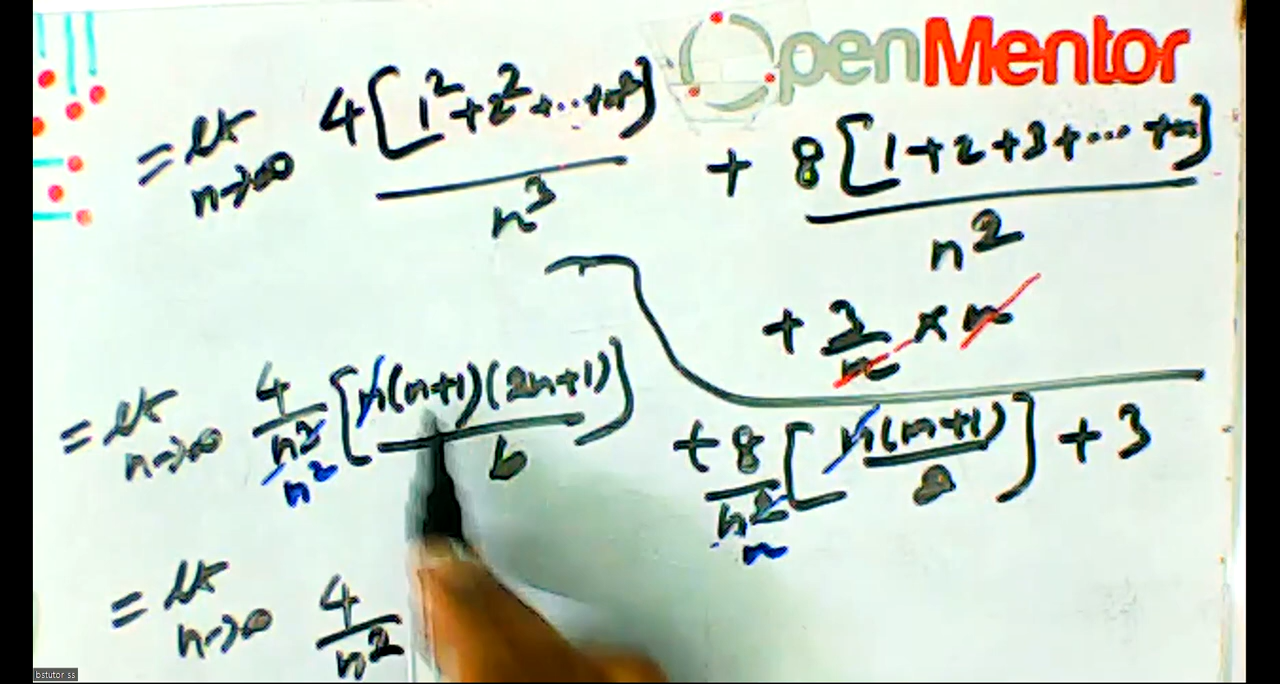 OpenMentor
= lt n→∞ 4[1²+2²+...+n²] / n³ + 8[1+2+3+...+n] / n²
+ 3/n × n
= lt n→∞ 4/n³ n² [n(n+1)(2n+1) / 6] + 8/n² n [n(n+1) / 2] + 3
= lt n→∞ 4/n²
bstutor ss